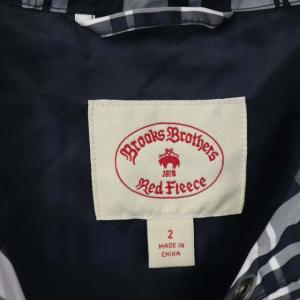 Brooks Brothers
1818
Red Fleece
2
MADE IN
CHINA